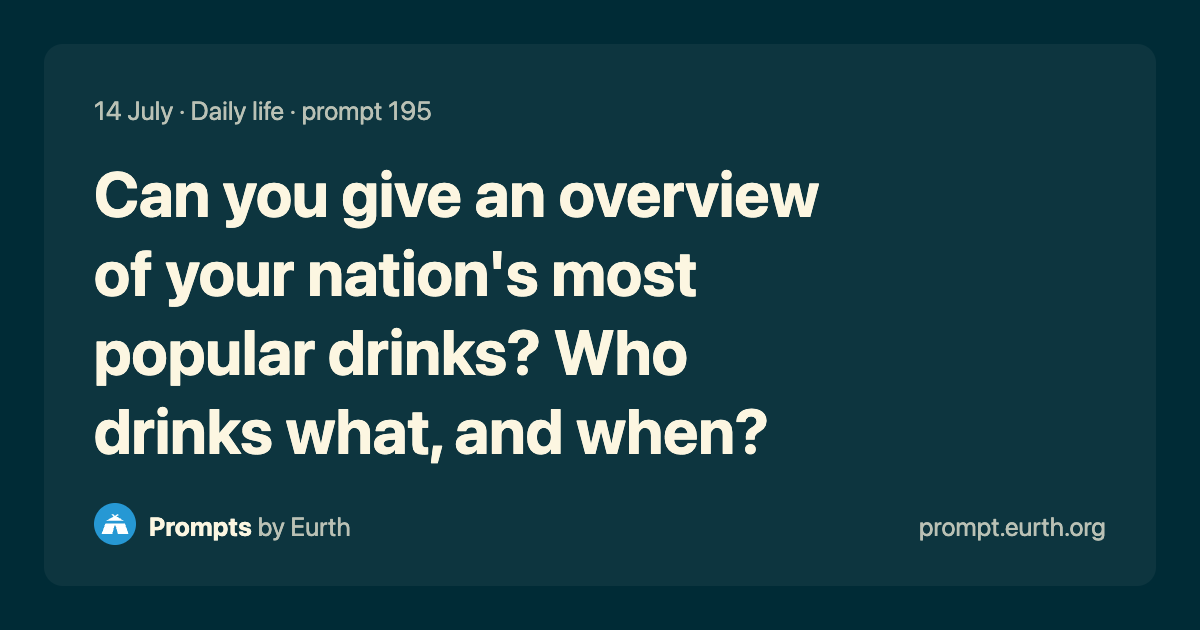 14 July · Daily life · prompt 195
Can you give an overview
of your nation's most
popular drinks? Who
drinks what, and when?
Prompts by Eurth
prompt.eurth.org